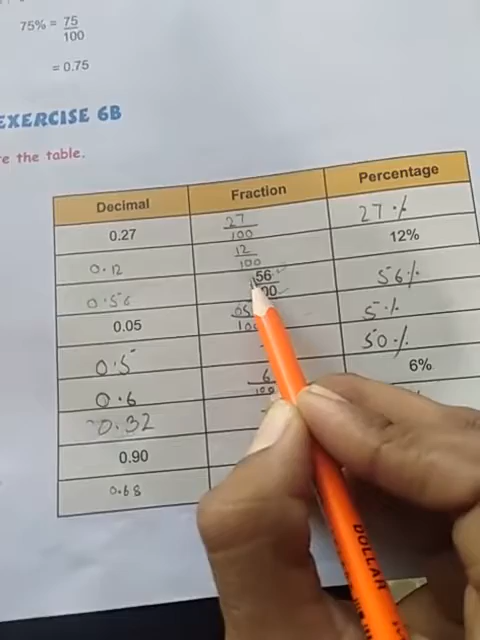 75% = 75
100
= 0.75
EXERCISE 6B
the table.
Decimal Fraction Percentage
0.27 27/100 27%
0.12 12/100 12%
0.56 56 56%
0.05 05 5%
0.5 50%
0.6 6/100 6%
0.32
0.90
0.68
DOLLAR